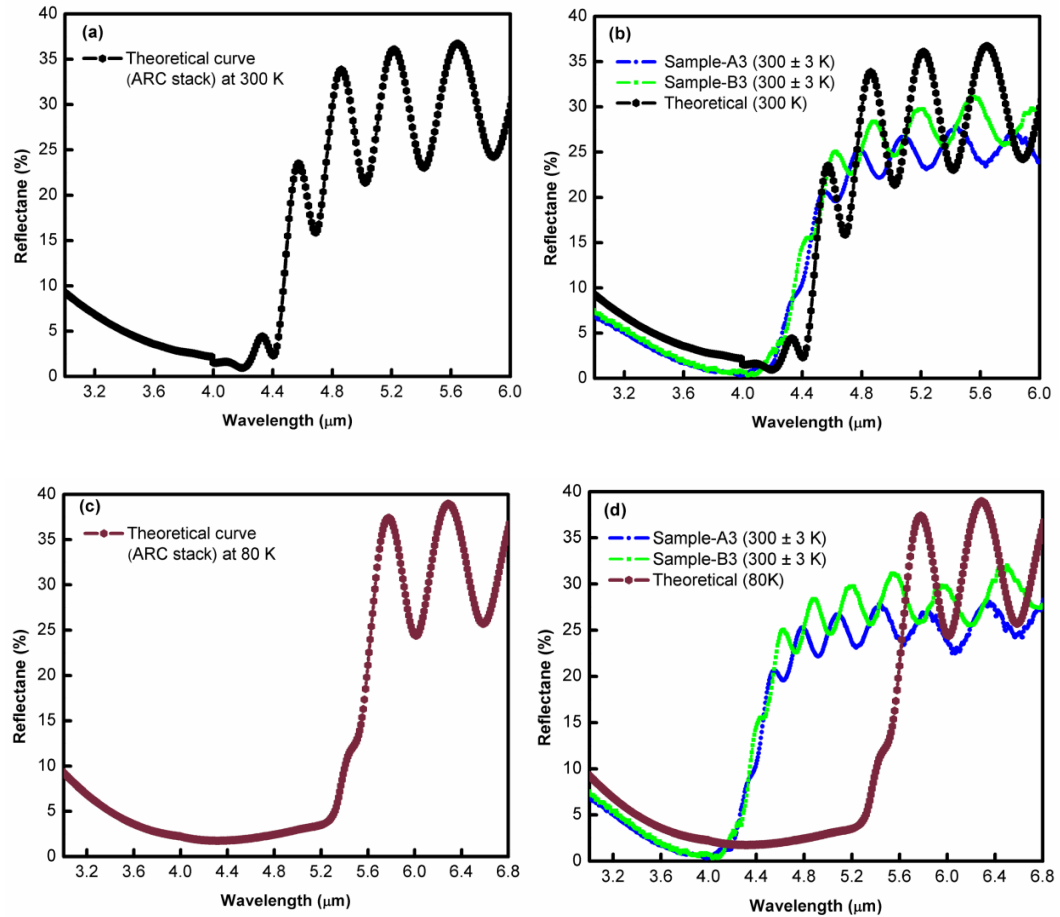 (a)
Theoretical curve
(ARC stack) at 300 K
Reflectane (%)
40
35
30
25
20
15
10
5
0
3.2 3.6 4.0 4.4 4.8 5.2 5.6 6.0
Wavelength (μm)
(b)
Sample-A3 (300 ± 3 K)
Sample-B3 (300 ± 3 K)
Theoretical (300 K)
Reflectane (%)
40
35
30
25
20
15
10
5
0
3.2 3.6 4.0 4.4 4.8 5.2 5.6 6.0
Wavelength (μm)
(c)
Theoretical curve
(ARC stack) at 80 K
Reflectane (%)
40
35
30
25
20
15
10
5
0
3.2 3.6 4.0 4.4 4.8 5.2 5.6 6.0 6.4 6.8
Wavelength (μm)
(d)
Sample-A3 (300 ± 3 K)
Sample-B3 (300 ± 3 K)
Theoretical (80K)
Reflectane (%)
40
35
30
25
20
15
10
5
0
3.2 3.6 4.0 4.4 4.8 5.2 5.6 6.0 6.4 6.8
Wavelength (μm)